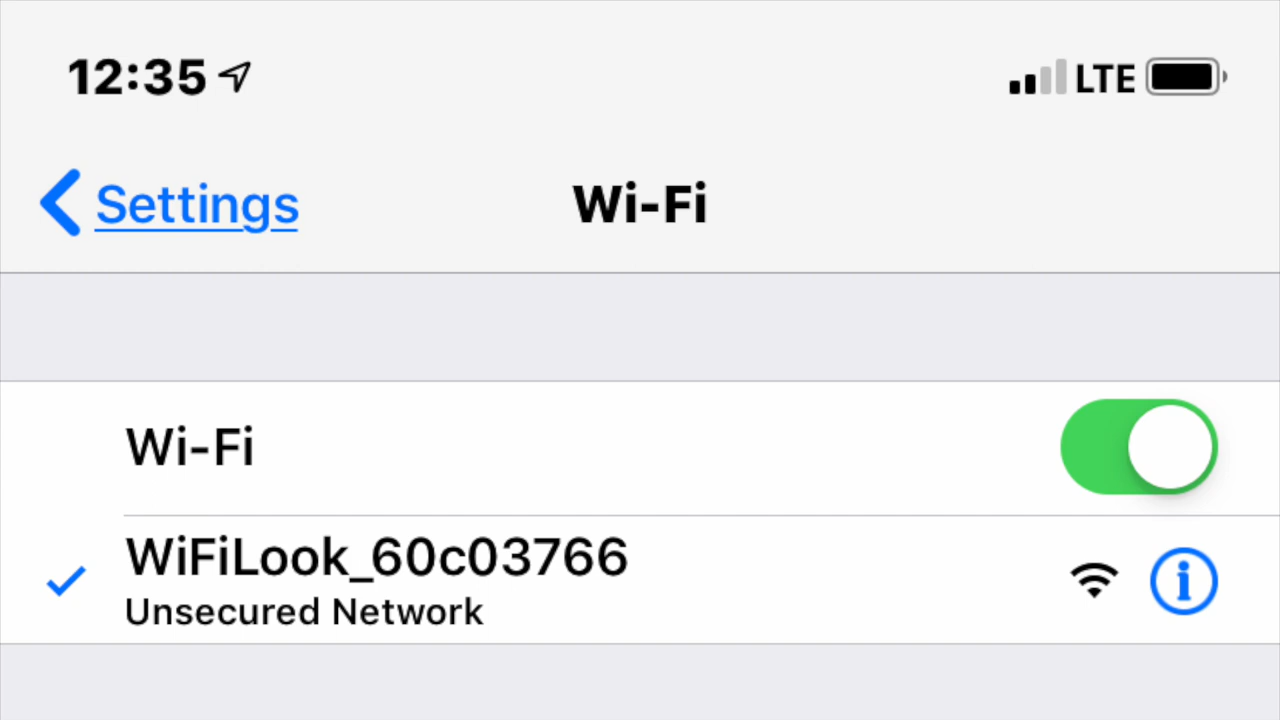 12:35 LTE
Settings Wi-Fi
Wi-Fi
WiFiLook_60c03766
Unsecured Network